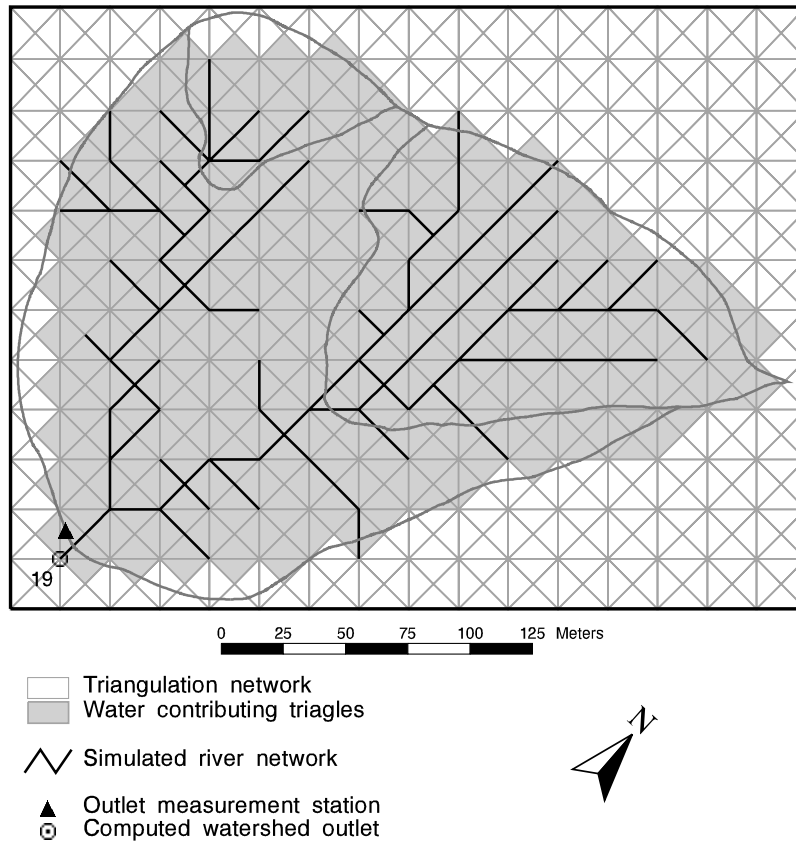 19
0 25 50 75 100 125 Meters
Triangulation network
Water contributing triagles
N
Simulated river network
Outlet measurement station
Computed watershed outlet